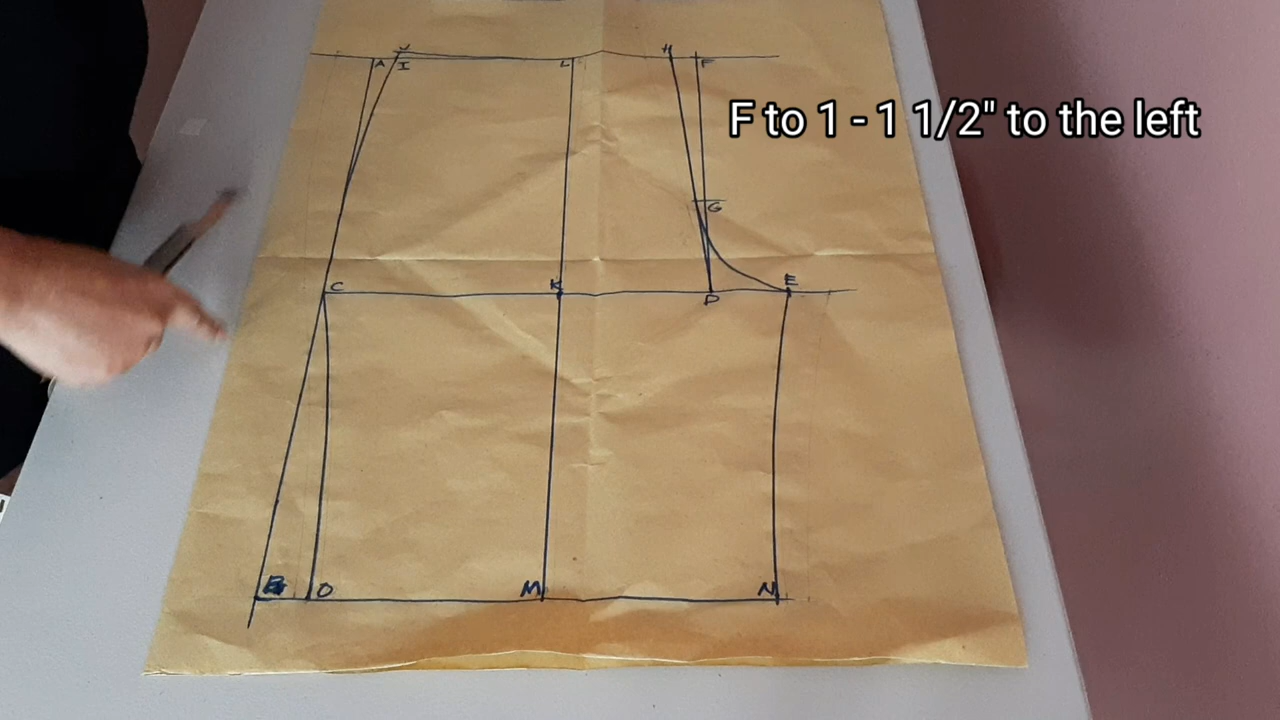 J H
A I L F
F to 1 - 1 1/2" to the left
G
C K E
D
B O M N